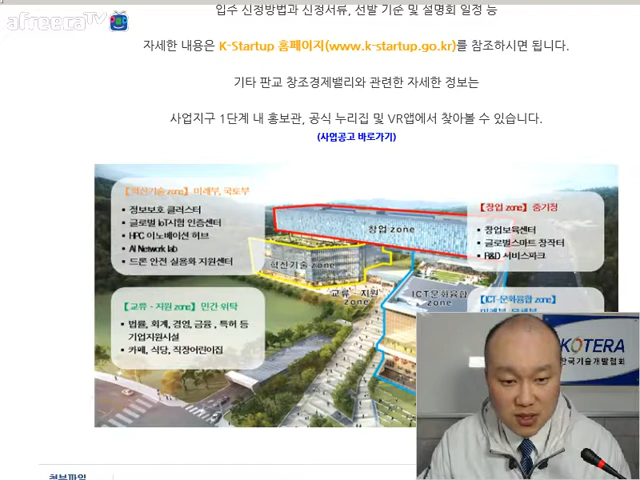 afreecaTV
입주 신청방법과 신청서류, 선발 기준 및 설명회 일정 등
자세한 내용은 K-Startup 홈페이지(www.k-startup.go.kr)를 참조하시면 됩니다.
기타 판교 창조경제밸리와 관련한 자세한 정보는
사업지구 1단계 내 홍보관, 공식 누리집 및 VR앱에서 찾아볼 수 있습니다.
(사업공고 바로가기)
【혁신기술 zone】 미래부, 국토부
▪ 정보보호 클러스터
▪ 글로벌 IoT시험 인증센터
▪ HPC 이노베이션 허브
▪ AI Network lab
▪ 드론 안전 실용화 지원센터
【창업 zone】 중기청
▪ 창업보육센터
▪ 글로벌스마트 창작터
▪ R&D 서비스파크
창업 zone
혁신기술 zone
교류 · 지원 zone
ICT-문화융합 zone
【교류 · 지원 zone】 민간 위탁
▪ 법률, 회계, 경영, 금융, 특허 등
기업지원시설
▪ 카페, 식당, 직장어린이집
【ICT-문화융합 zone】
KOTERA
한국기술개발협회
첨부파일